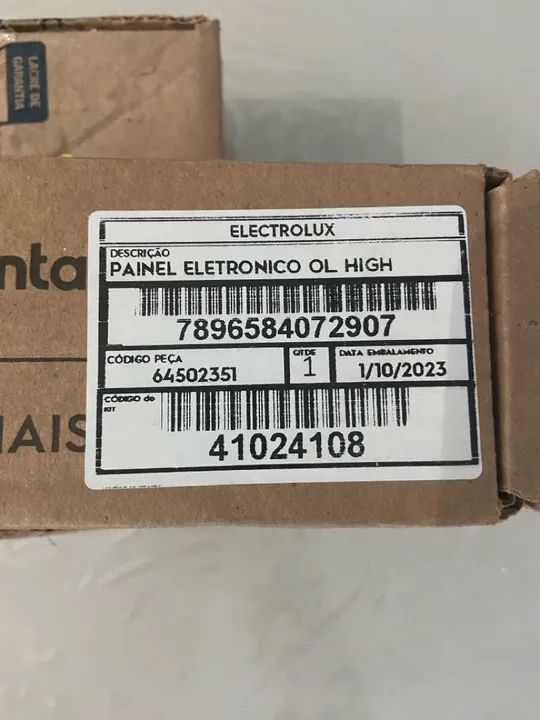 LACRE DE
GARANTIA
nta
IAIS
ELECTROLUX
DESCRIÇÃO
PAINEL ELETRONICO OL HIGH
7896584072907
CÓDIGO PEÇA
64502351
QTDE
1
DATA EMBALAMENTO
1/10/2023
CÓDIGO do
KIT
41024108